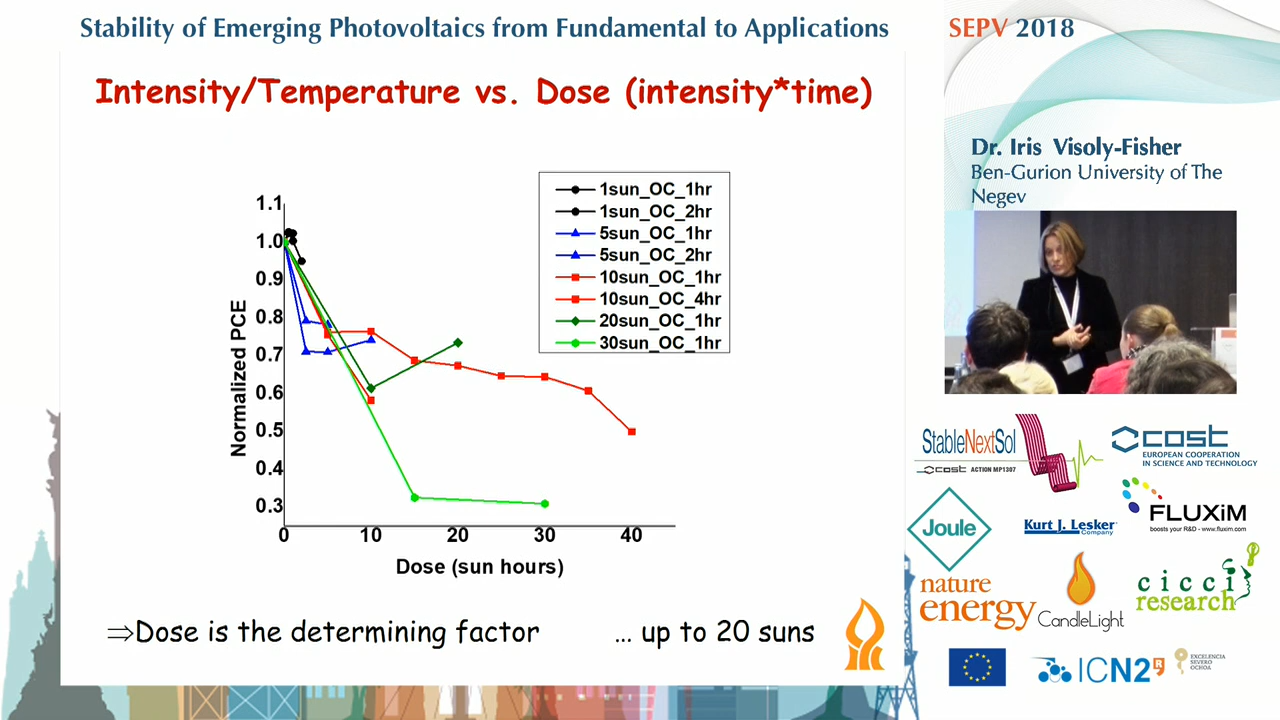 Stability of Emerging Photovoltaics from Fundamental to Applications
SEPV 2018
Intensity/Temperature vs. Dose (intensity*time)
Dr. Iris Visoly-Fisher
Ben-Gurion University of The
Negev
1sun_OC_1hr
1sun_OC_2hr
5sun_OC_1hr
5sun_OC_2hr
10sun_OC_1hr
10sun_OC_4hr
20sun_OC_1hr
30sun_OC_1hr
1.1
1.0
0.9
0.8
0.7
0.6
0.5
0.4
0.3
Normalized PCE
0 10 20 30 40
Dose (sun hours)
⇒Dose is the determining factor ... up to 20 suns
StableNextSol
cost ACTION MP1307
cost
EUROPEAN COOPERATION
IN SCIENCE AND TECHNOLOGY
Joule
Kurt J. Lesker
Company
FLUXiM
boosts your R&D - www.fluxim.com
nature
energy
CandleLight
cicci
research
ICN2
EXCELENCIA
SEVERO
OCHOA